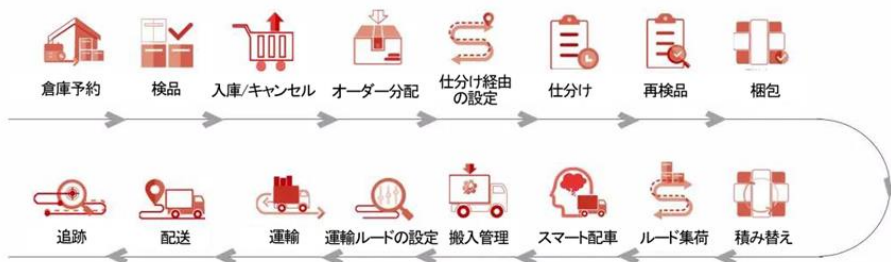 倉庫予約
検品
入庫/キャンセル
オーダー分配
仕分け経由
の設定
仕分け
再検品
梱包
追跡
配送
運輸
運輸ルードの設定
搬入管理
スマート配車
ルード集荷
積み替え